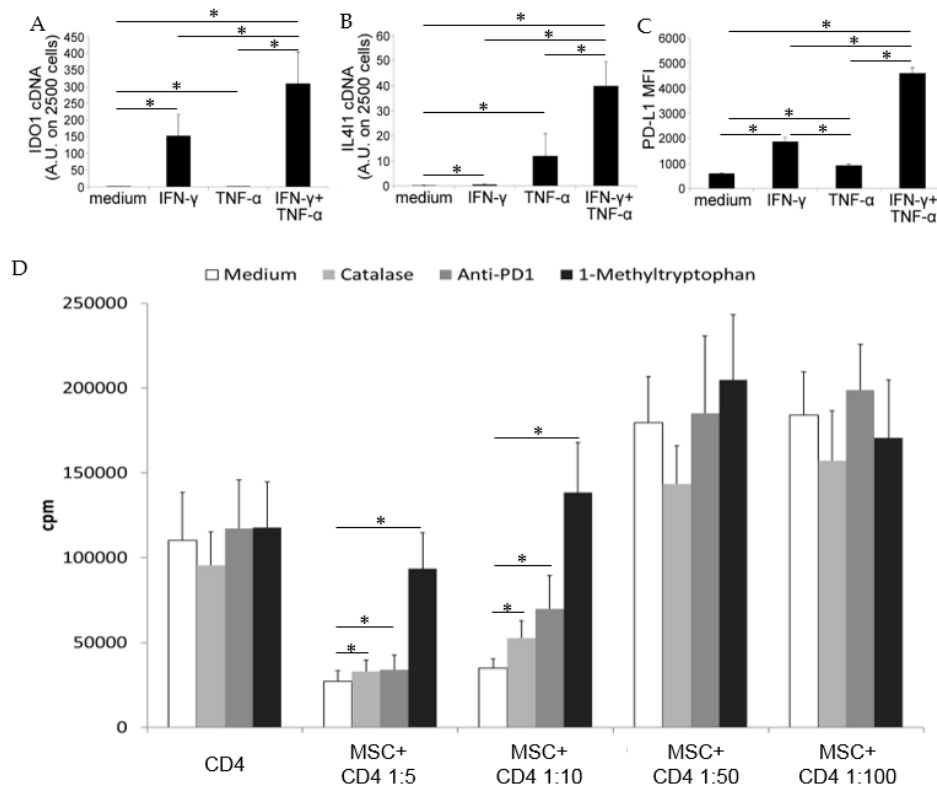 A
IDO1 cDNA
(A.U. on 2500 cells)
450
400
350
300
250
200
150
100
50
0
* * * * *
medium IFN-γ TNF-α IFN-γ+
TNF-α
B
IL4I1 cDNA
(A.U. on 2500 cells)
60
50
40
30
20
10
0
* * * * *
medium IFN-γ TNF-α IFN-γ+
TNF-α
C
PD-L1 MFI
6000
5000
4000
3000
2000
1000
0
* * * * * *
medium IFN-γ TNF-α IFN-γ+
TNF-α
D
Medium Catalase Anti-PD1 1-Methyltryptophan
cpm
250000
200000
150000
100000
50000
0
* * *
* * *
CD4
MSC+
CD4 1:5
MSC+
CD4 1:10
MSC+
CD4 1:50
MSC+
CD4 1:100